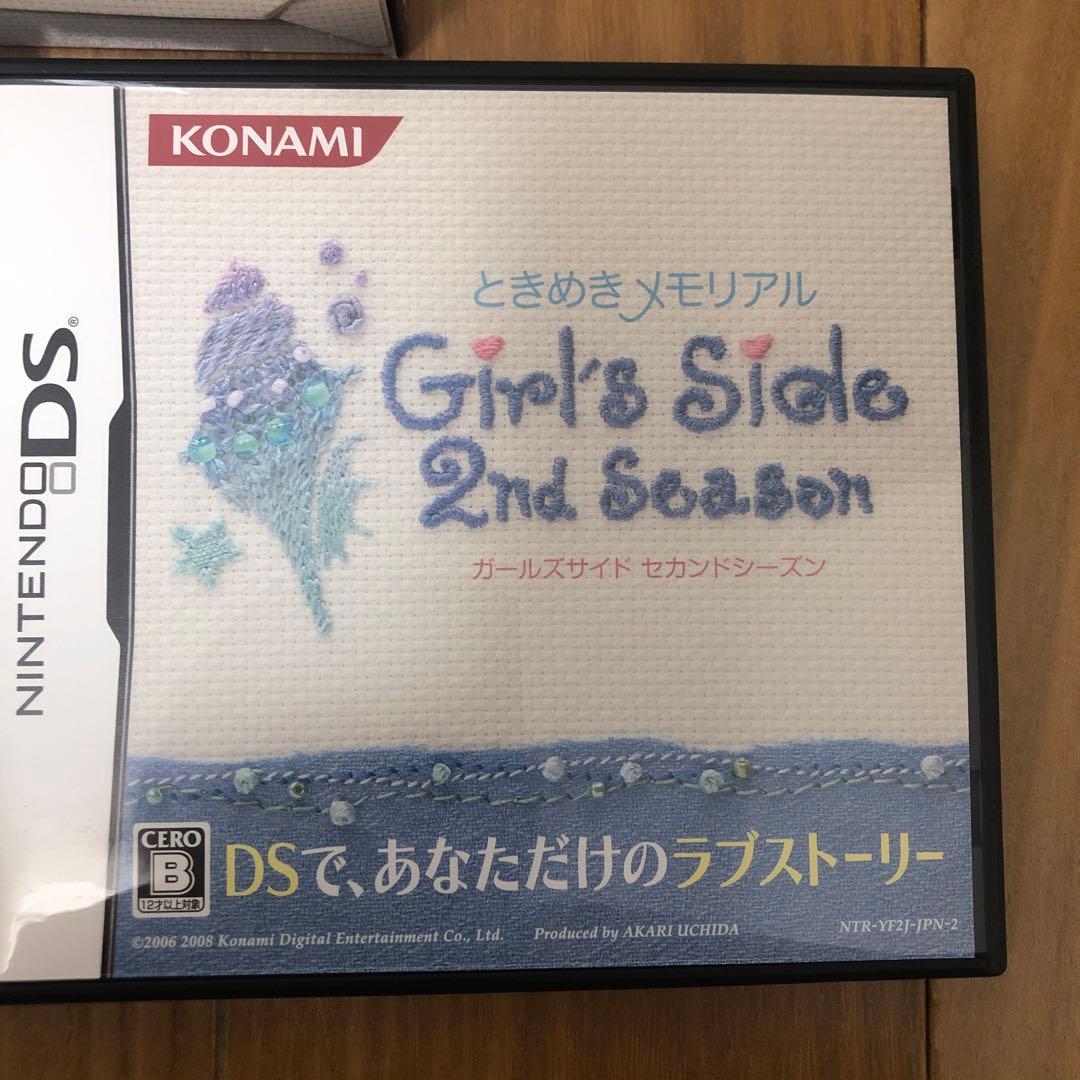 KONAMI
NINTENDO DS®
ときめきメモリアル
Girl's Side
2nd Season
ガールズサイド セカンドシーズン
CERO
B
12才以上対象
DSで、あなただけのラブストーリー
©2006 2008 Konami Digital Entertainment Co., Ltd. Produced by AKARI UCHIDA NTR-YF2J-JPN-2